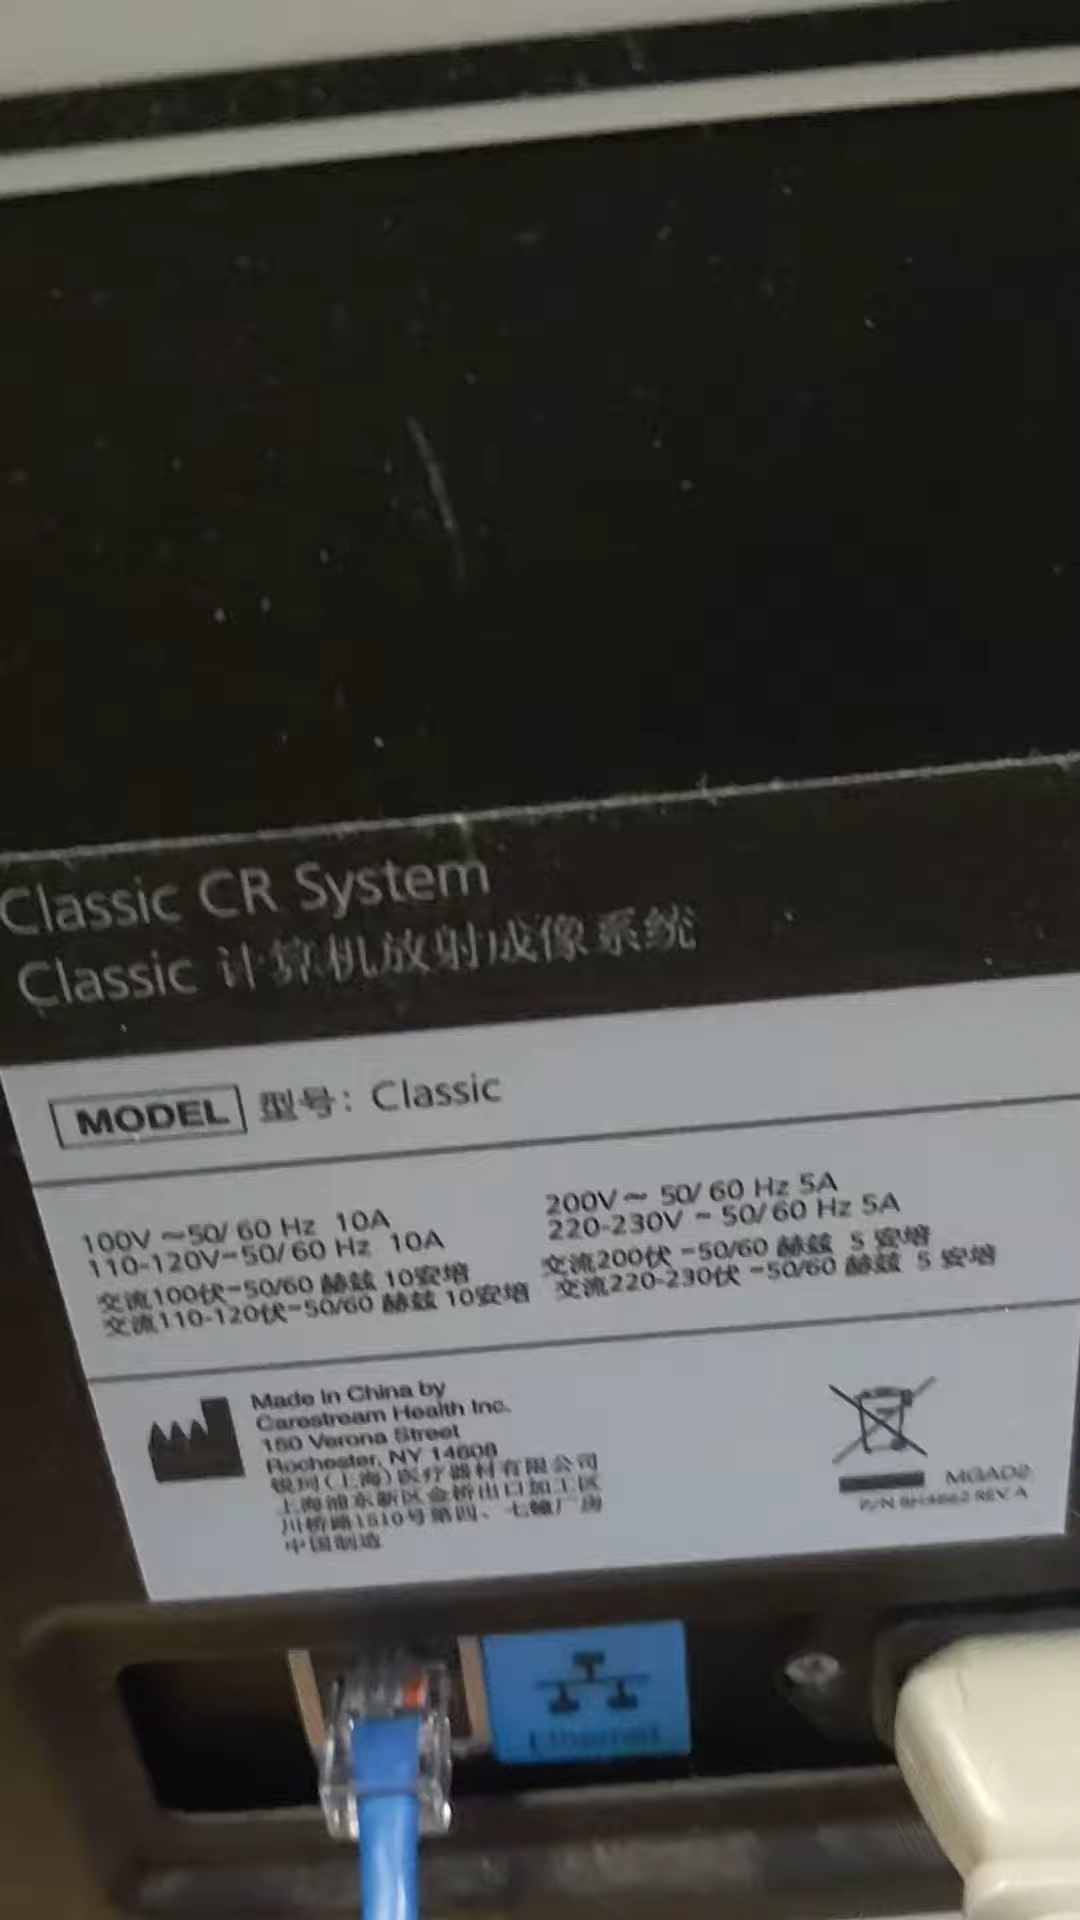 Classic CR System
Classic 计算机放射成像系统
MODEL 型号: Classic
100V ~50/60 Hz 10A
110-120V~50/60 Hz 10A
交流100伏~50/60 赫兹 10安培
交流110-120伏~50/60 赫兹 10安培
200V~ 50/60 Hz 5A
220-230V ~ 50/60 Hz 5A
交流200伏 ~50/60 赫兹 5 安培
交流220-230伏 ~50/60 赫兹 5 安培
Made in China by
Carestream Health Inc.
150 Verona Street
Rochester, NY 14608
锐珂(上海)医疗器材有限公司
上海浦东新区金桥出口加工区
川桥路1510号第四、七幢厂房
中国制造
MGAD2
P/N 8H4862 REV A
Ethernet